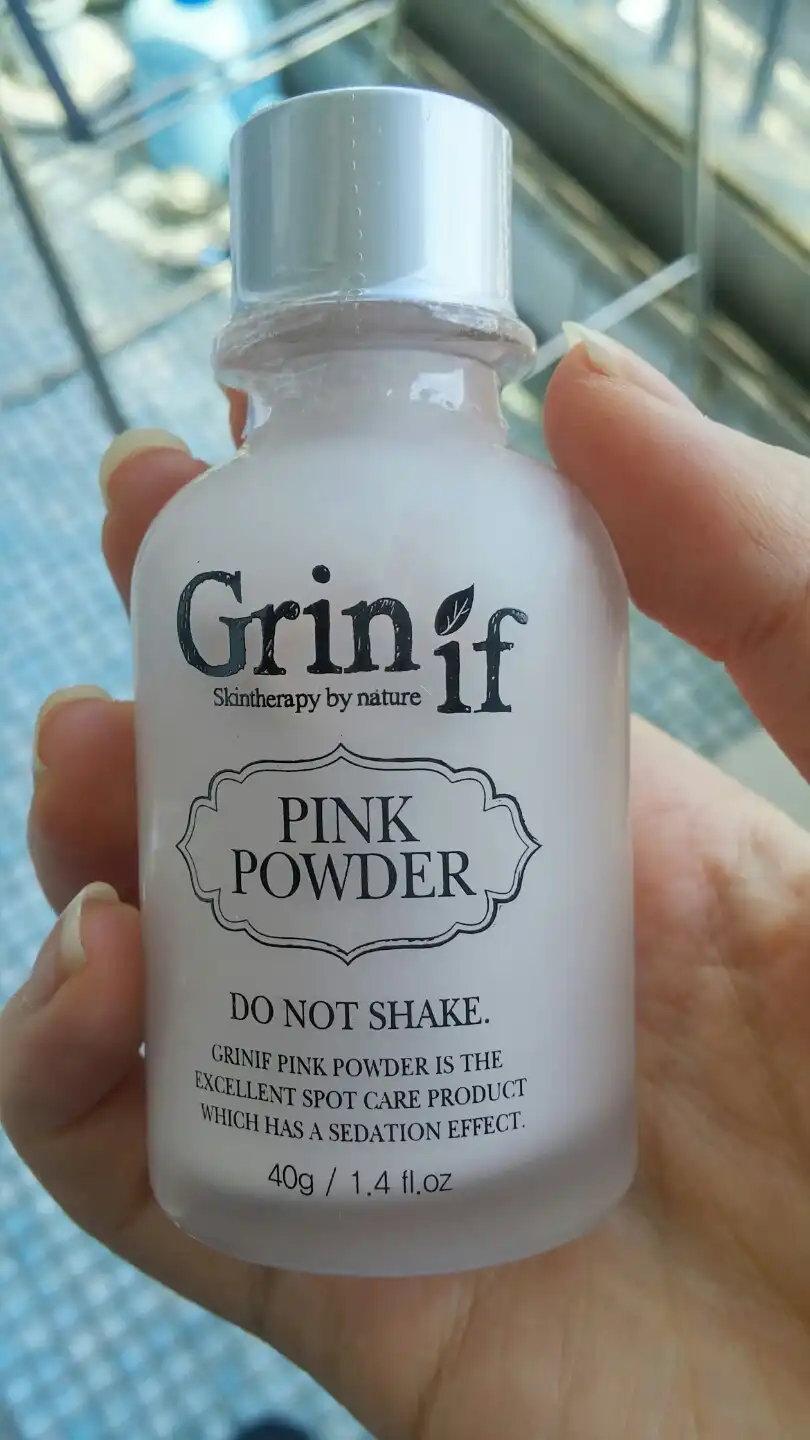 Grin if
Skintherapy by nature
PINK
POWDER
DO NOT SHAKE.
GRINIF PINK POWDER IS THE
EXCELLENT SPOT CARE PRODUCT
WHICH HAS A SEDATION EFFECT.
40g / 1.4 fl.oz